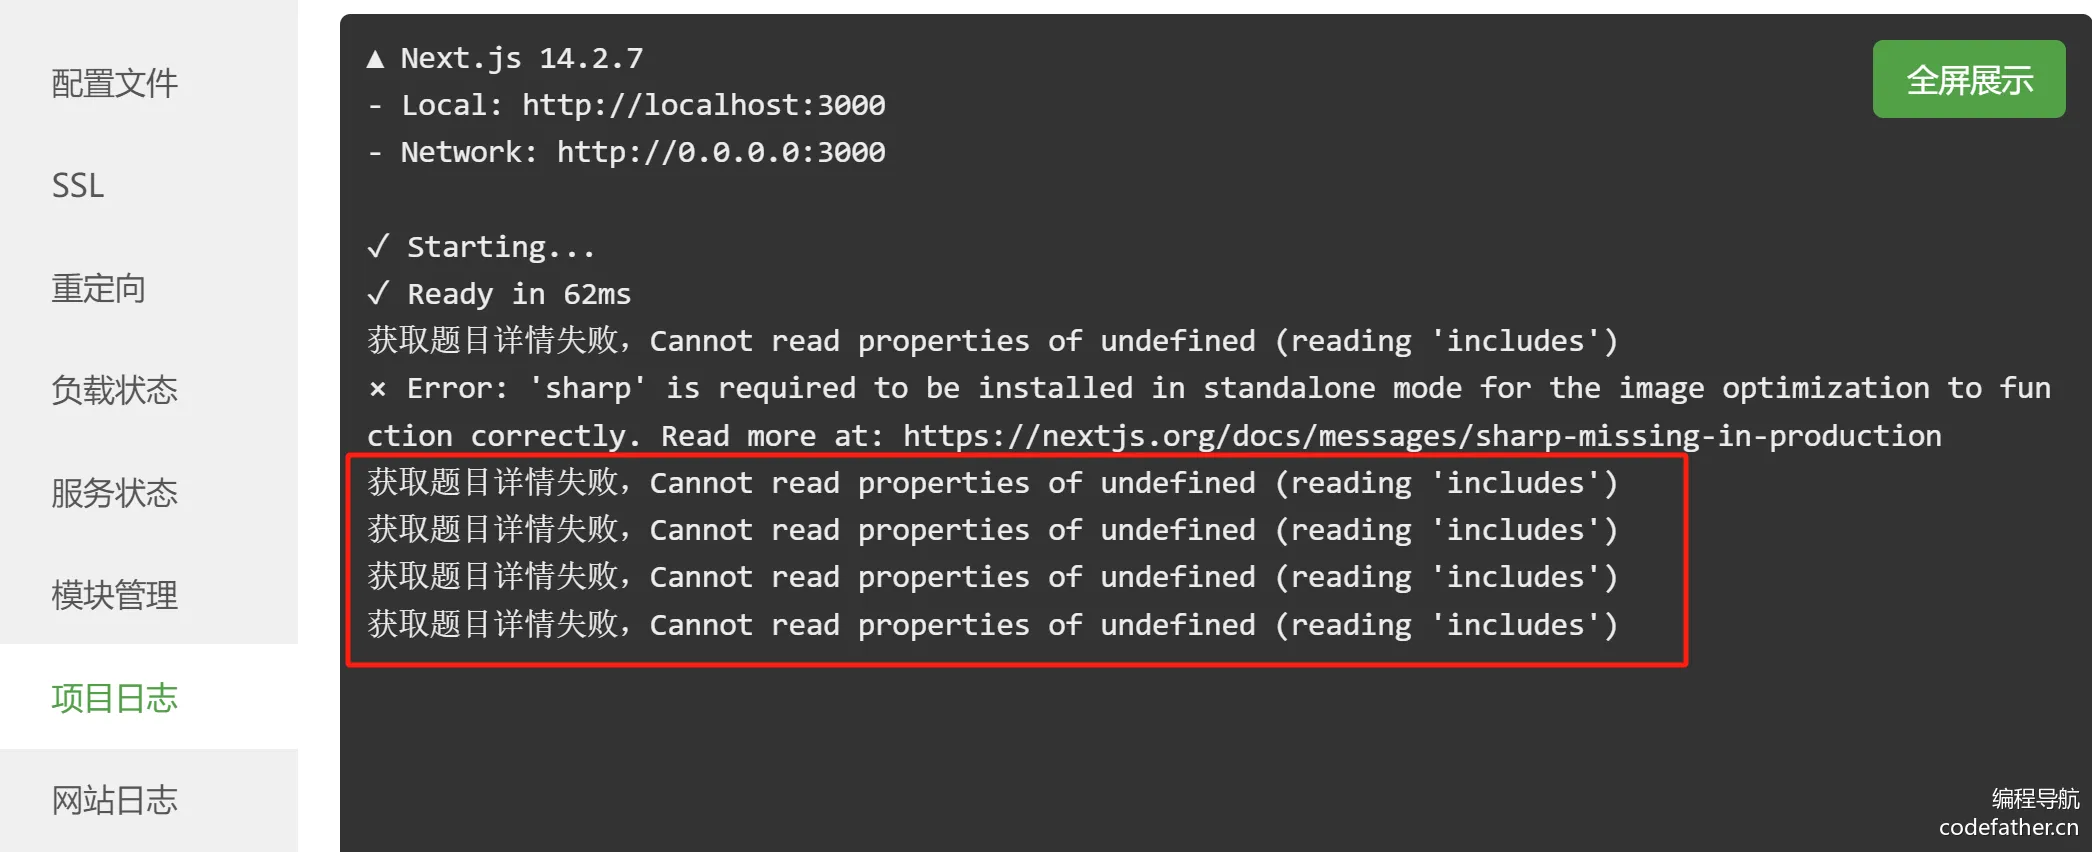 配置文件
SSL
重定向
负载状态
服务状态
模块管理
项目日志
网站日志
▲ Next.js 14.2.7
- Local: http://localhost:3000
- Network: http://0.0.0.0:3000
✓ Starting...
✓ Ready in 62ms
获取题目详情失败，Cannot read properties of undefined (reading 'includes')
⨯ Error: 'sharp' is required to be installed in standalone mode for the image optimization to fun
ction correctly. Read more at: https://nextjs.org/docs/messages/sharp-missing-in-production
获取题目详情失败，Cannot read properties of undefined (reading 'includes')
获取题目详情失败，Cannot read properties of undefined (reading 'includes')
获取题目详情失败，Cannot read properties of undefined (reading 'includes')
获取题目详情失败，Cannot read properties of undefined (reading 'includes')
全屏展示
编程导航
codefather.cn